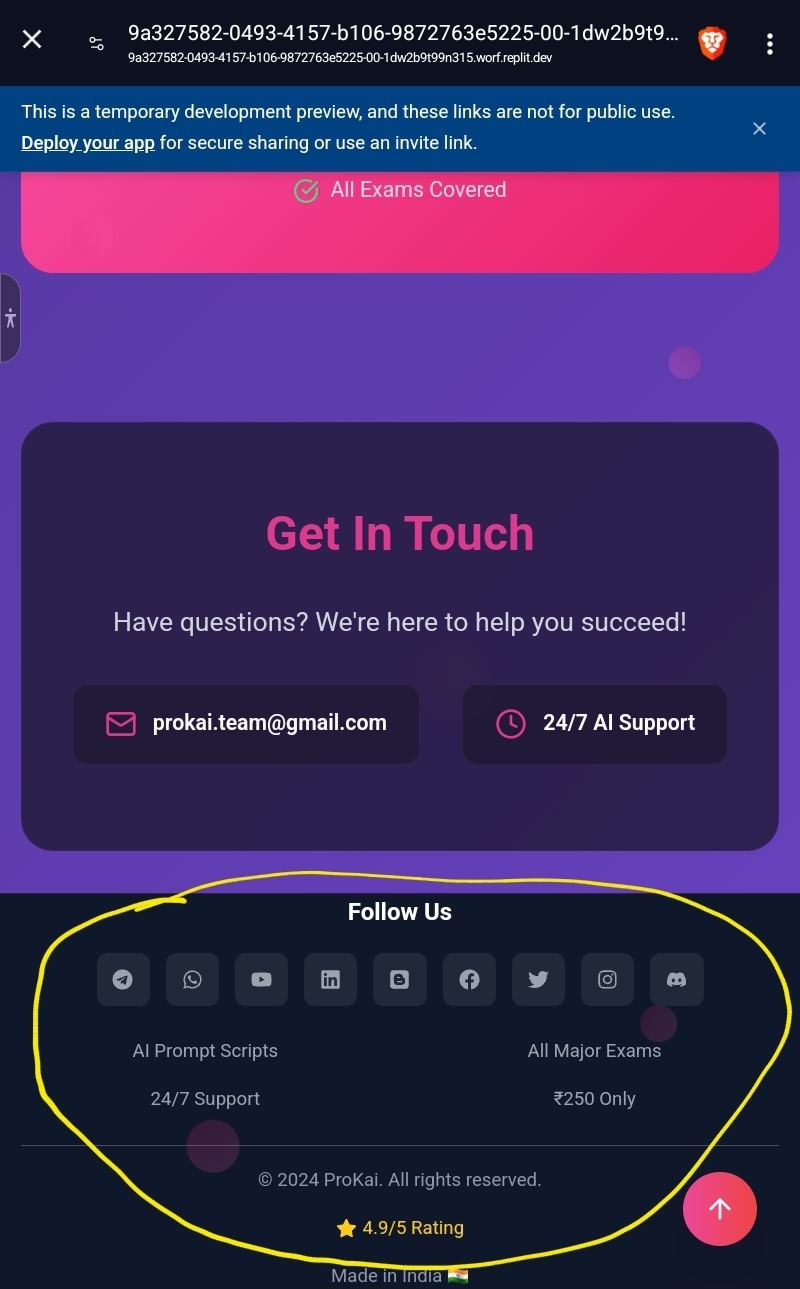 9a327582-0493-4157-b106-9872763e5225-00-1dw2b9t9...
9a327582-0493-4157-b106-9872763e5225-00-1dw2b9t99n315.worf.replit.dev
This is a temporary development preview, and these links are not for public use.
Deploy your app for secure sharing or use an invite link.
All Exams Covered
Get In Touch
Have questions? We're here to help you succeed!
prokai.team@gmail.com
24/7 AI Support
Follow Us
AI Prompt Scripts
All Major Exams
24/7 Support
₹250 Only
© 2024 ProKai. All rights reserved.
⭐ 4.9/5 Rating
Made in India 🇮🇳